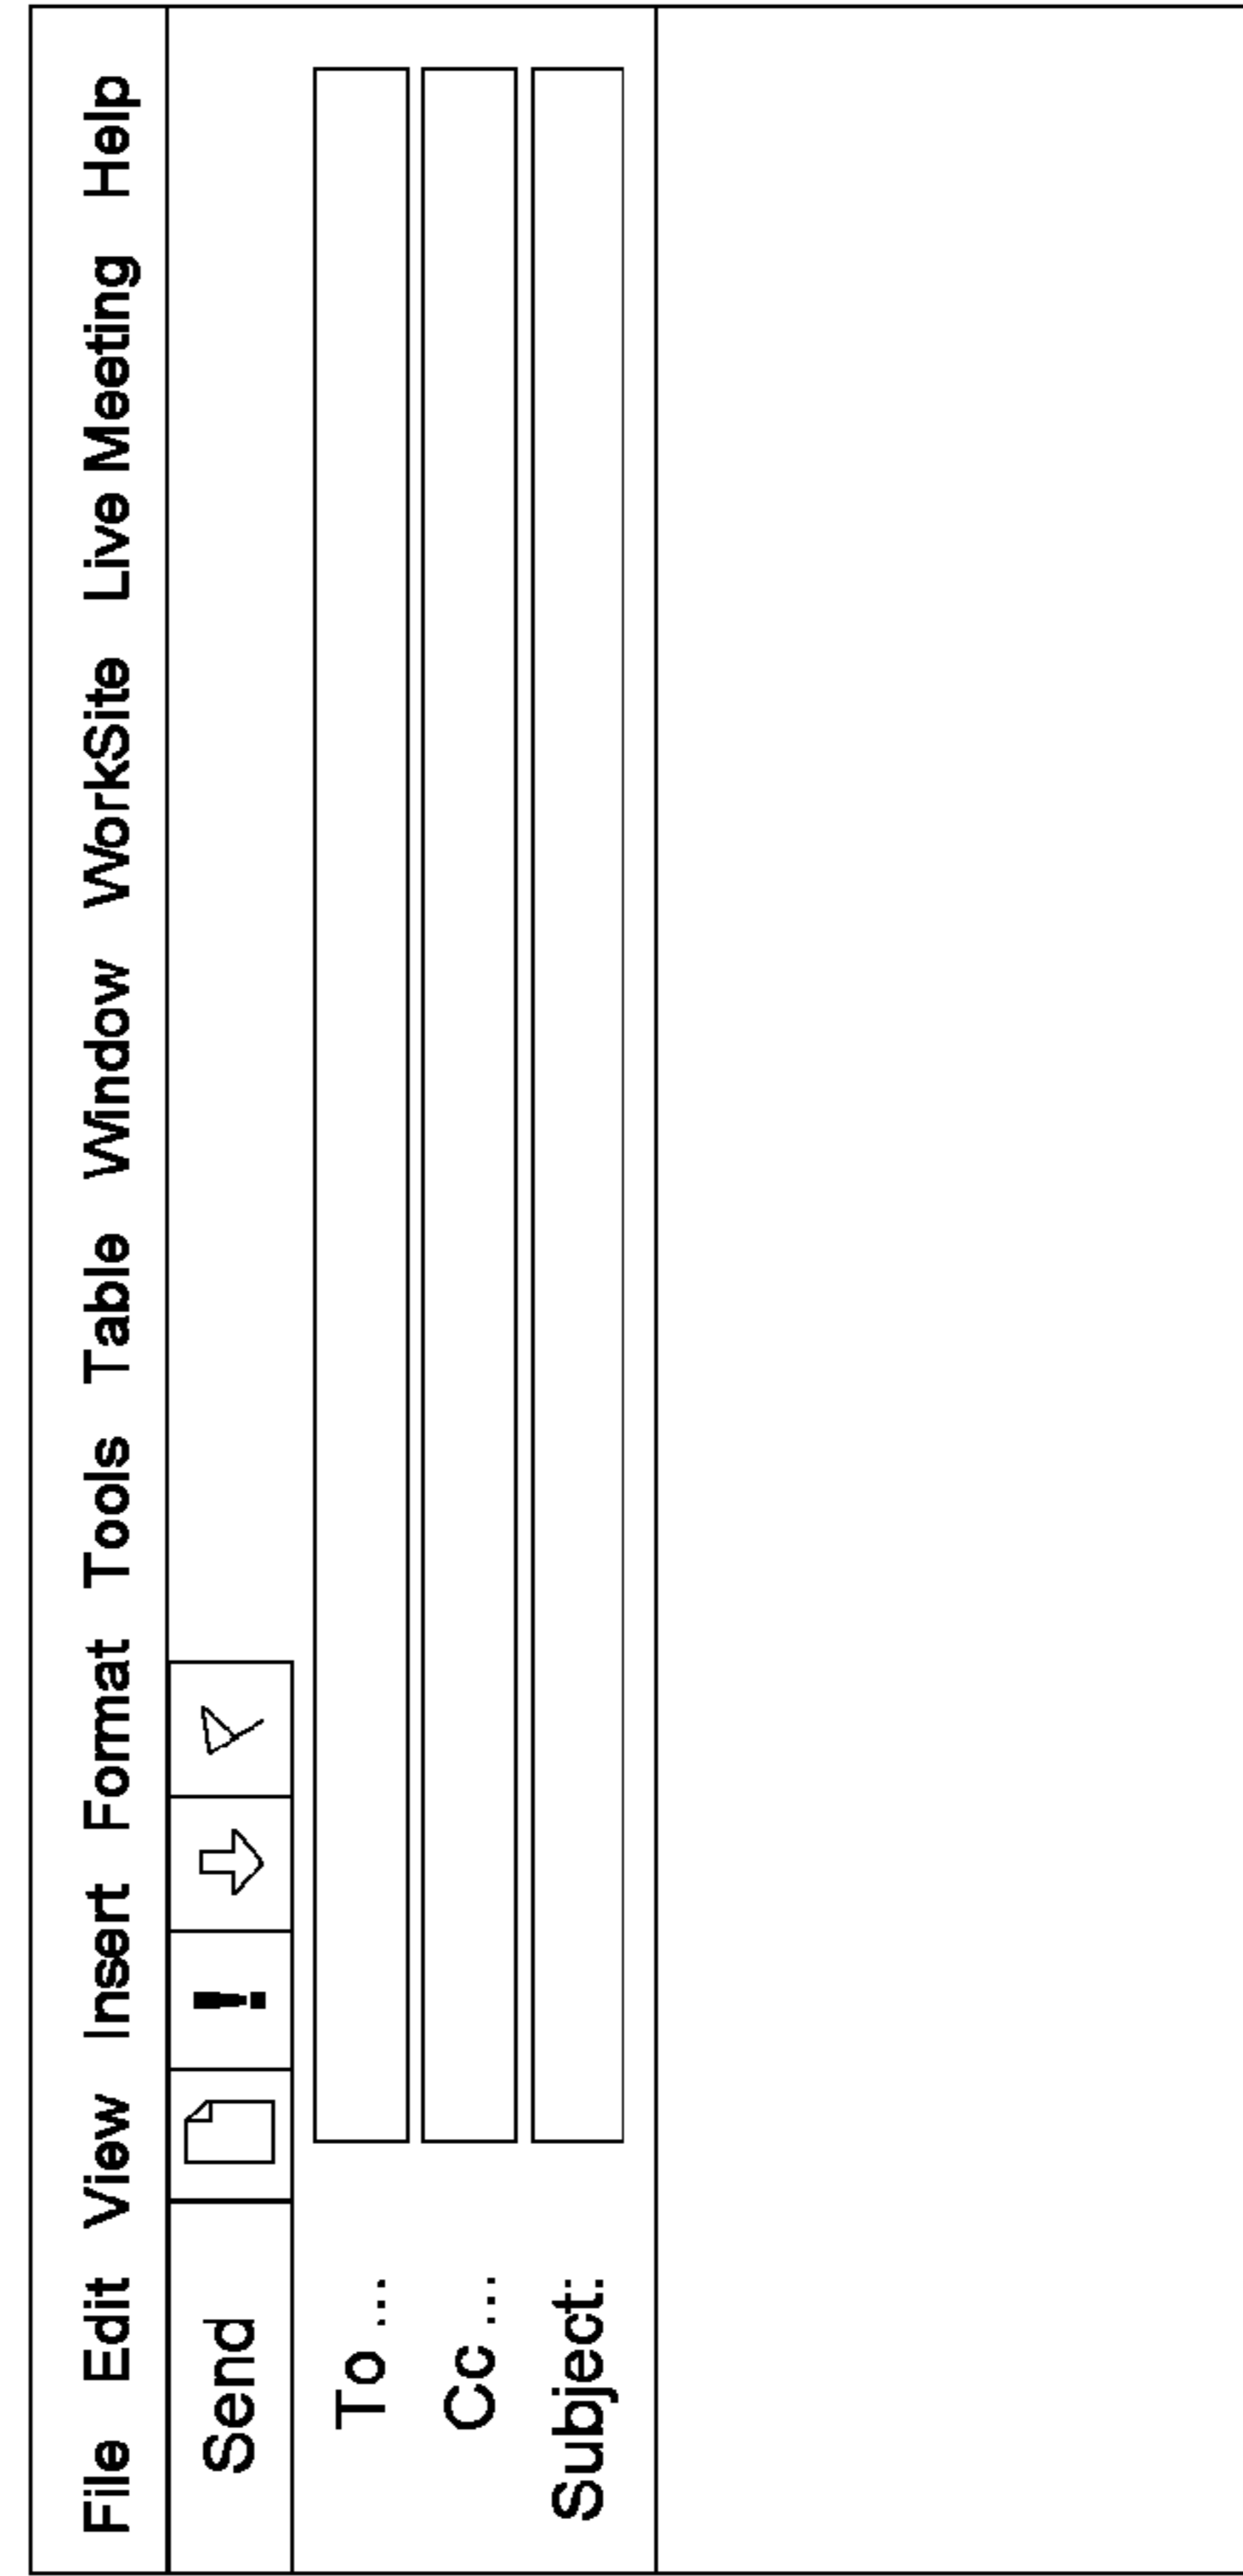 File Edit View Insert Format Tools Table Window WorkSite Live Meeting Help
Send !
To ...
Cc ...
Subject: